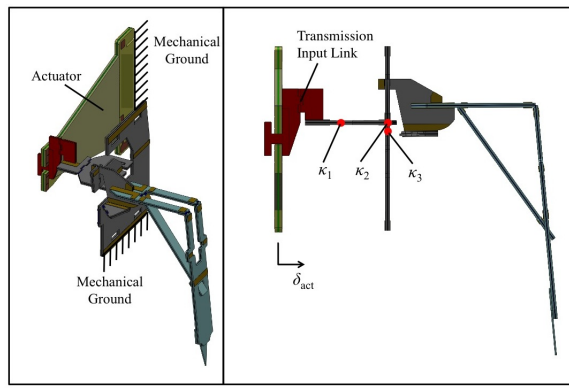 Mechanical
Ground
Actuator
Mechanical
Ground
Transmission
Input Link
κ1
κ2
κ3
δact